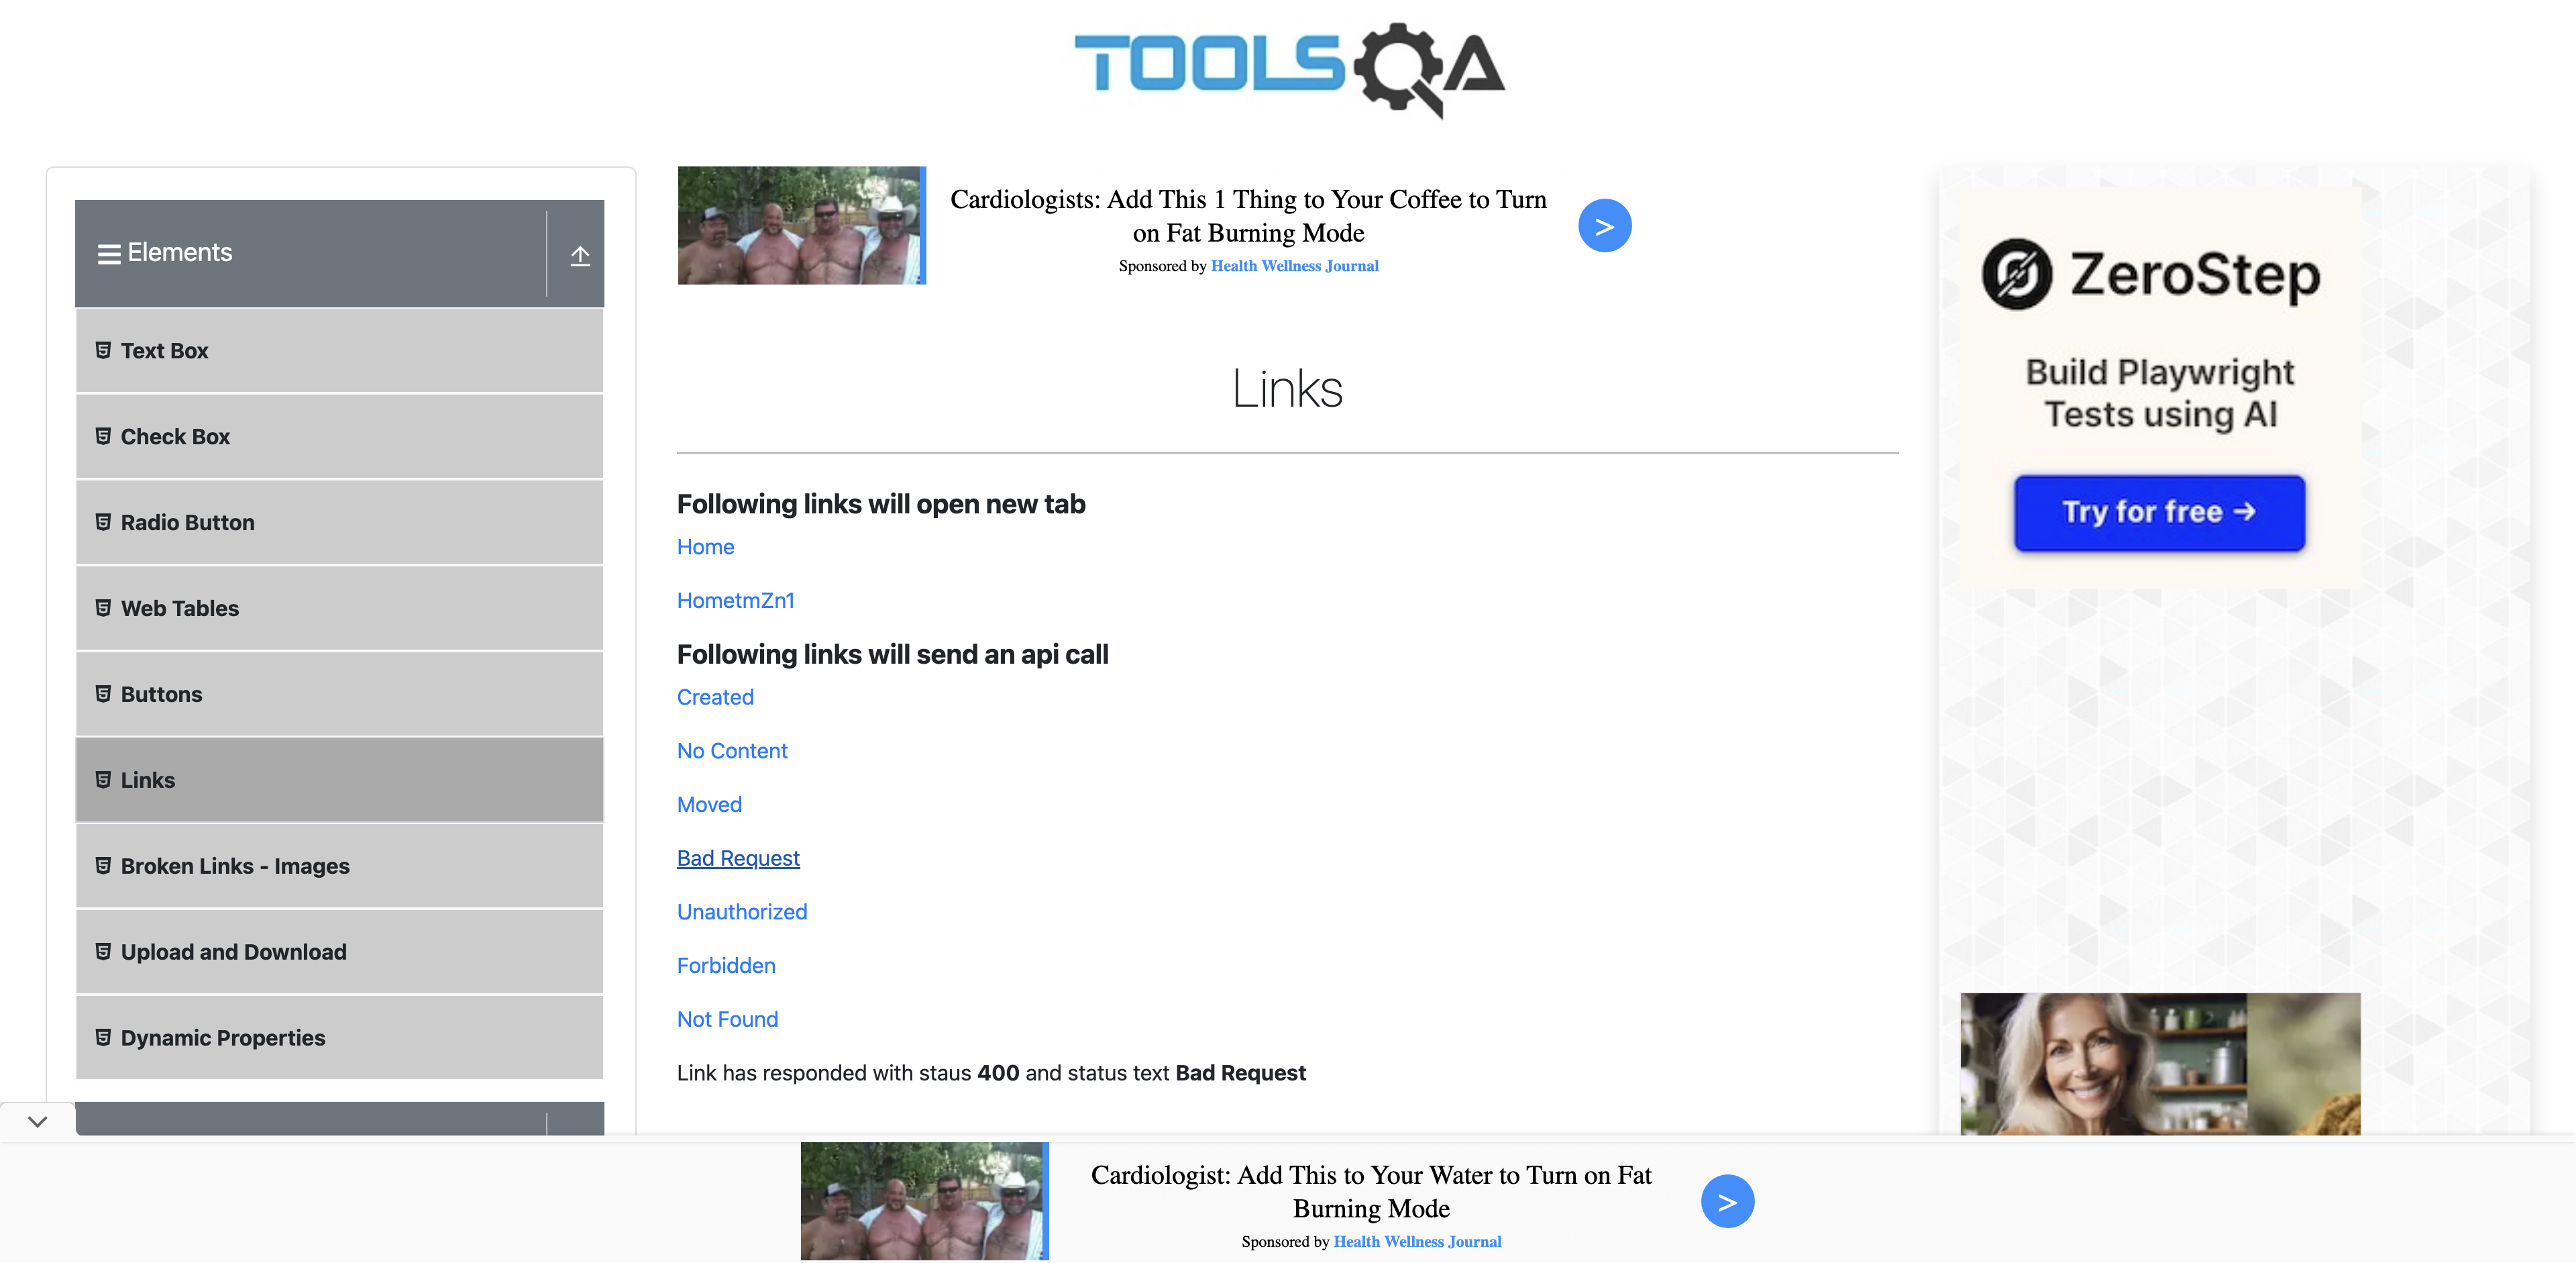 TOOLSQA
Elements
Text Box
Check Box
Radio Button
Web Tables
Buttons
Links
Broken Links - Images
Upload and Download
Dynamic Properties
Cardiologists: Add This 1 Thing to Your Coffee to Turn
on Fat Burning Mode
Sponsored by Health Wellness Journal
>
Links
Following links will open new tab
Home
HometmZn1
Following links will send an api call
Created
No Content
Moved
Bad Request
Unauthorized
Forbidden
Not Found
Link has responded with staus 400 and status text Bad Request
ZeroStep
Build Playwright
Tests using AI
Try for free →
Cardiologist: Add This to Your Water to Turn on Fat
Burning Mode
Sponsored by Health Wellness Journal
>